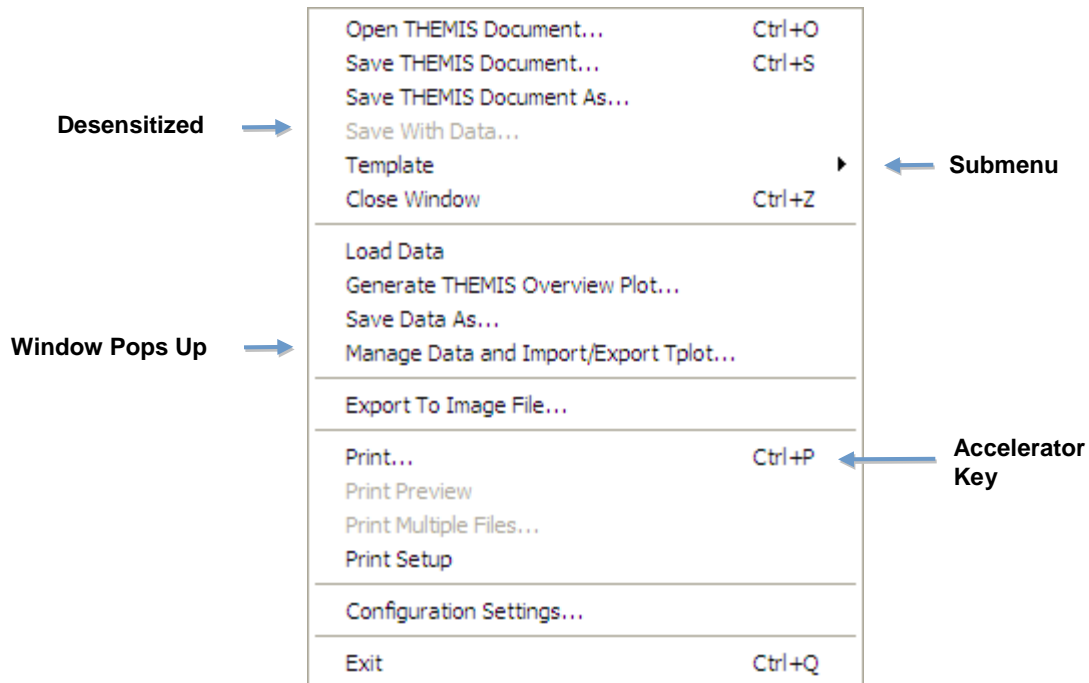 Open THEMIS Document... Ctrl+O
Save THEMIS Document... Ctrl+S
Save THEMIS Document As...
Desensitized
Save With Data...
Template
Submenu
Close Window Ctrl+Z
Load Data
Generate THEMIS Overview Plot...
Save Data As...
Window Pops Up
Manage Data and Import/Export Tplot...
Export To Image File...
Print... Ctrl+P
Accelerator
Key
Print Preview
Print Multiple Files...
Print Setup
Configuration Settings...
Exit Ctrl+Q